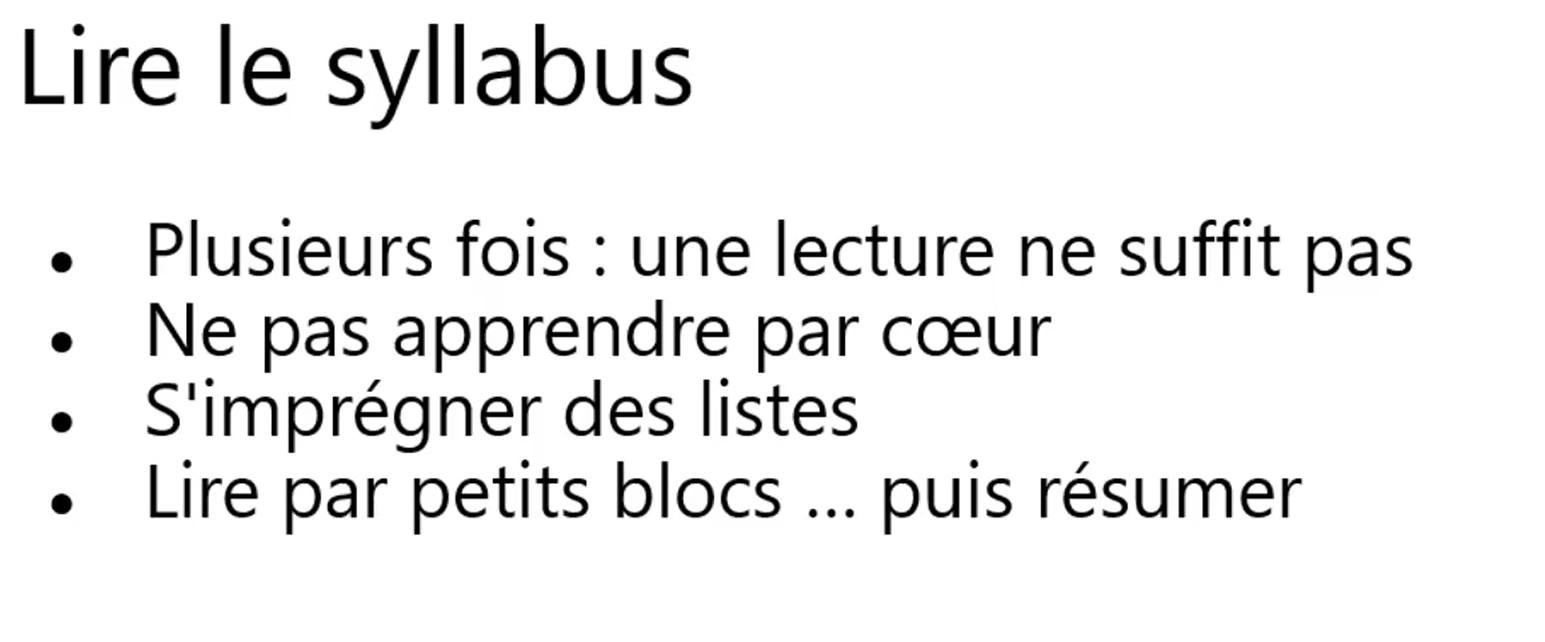 Lire le syllabus
• Plusieurs fois : une lecture ne suffit pas
• Ne pas apprendre par cœur
• S'imprégner des listes
• Lire par petits blocs ... puis résumer